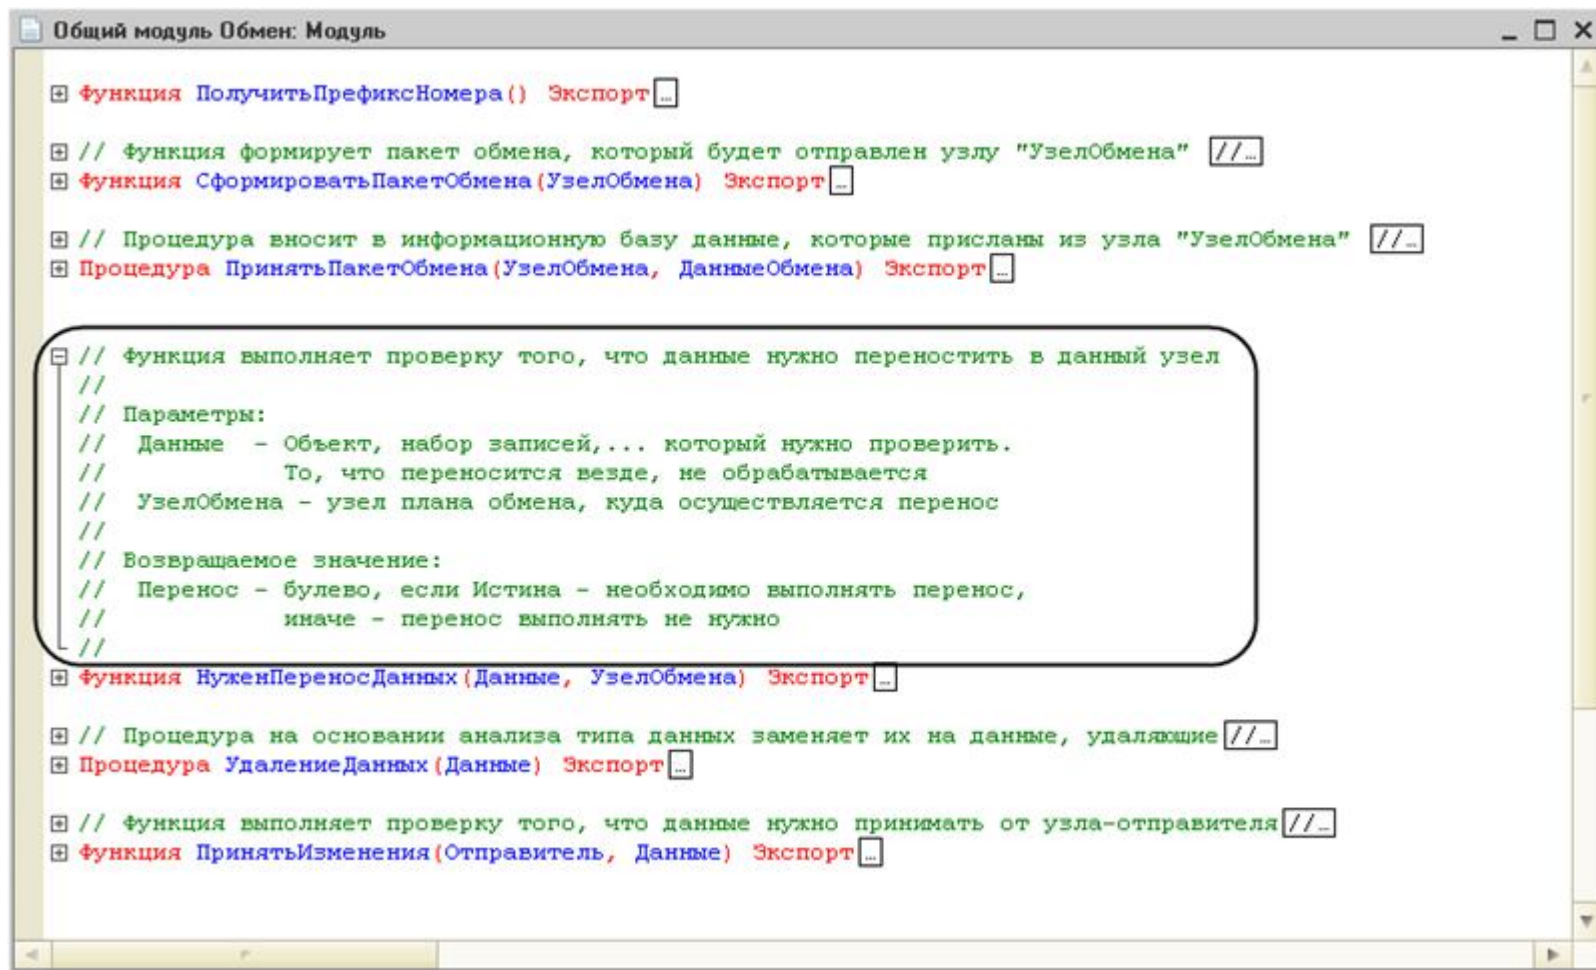 Общий модуль Обмен: Модуль
Функция ПолучитьПрефиксНомера() Экспорт...
// Функция формирует пакет обмена, который будет отправлен узлу "УзелОбмена" //...
Функция СформироватьПакетОбмена(УзелОбмена) Экспорт...
// Процедура вносит в информационную базу данные, которые присланы из узла "УзелОбмена" //...
Процедура ПринятьПакетОбмена(УзелОбмена, ДанныеОбмена) Экспорт...
// Функция выполняет проверку того, что данные нужно переностить в данный узел
//
// Параметры:
//  Данные  - Объект, набор записей,... который нужно проверить.
//            То, что переносится везде, не обрабатывается
//  УзелОбмена - узел плана обмена, куда осуществляется перенос
//
// Возвращаемое значение:
//  Перенос - булево, если Истина - необходимо выполнять перенос,
//            иначе - перенос выполнять не нужно
//
Функция НуженПереносДанных(Данные, УзелОбмена) Экспорт...
// Процедура на основании анализа типа данных заменяет их на данные, удаляющие //...
Процедура УдалениеДанных(Данные) Экспорт...
// Функция выполняет проверку того, что данные нужно принимать от узла-отправителя //...
Функция ПринятьИзменения(Отправитель, Данные) Экспорт...